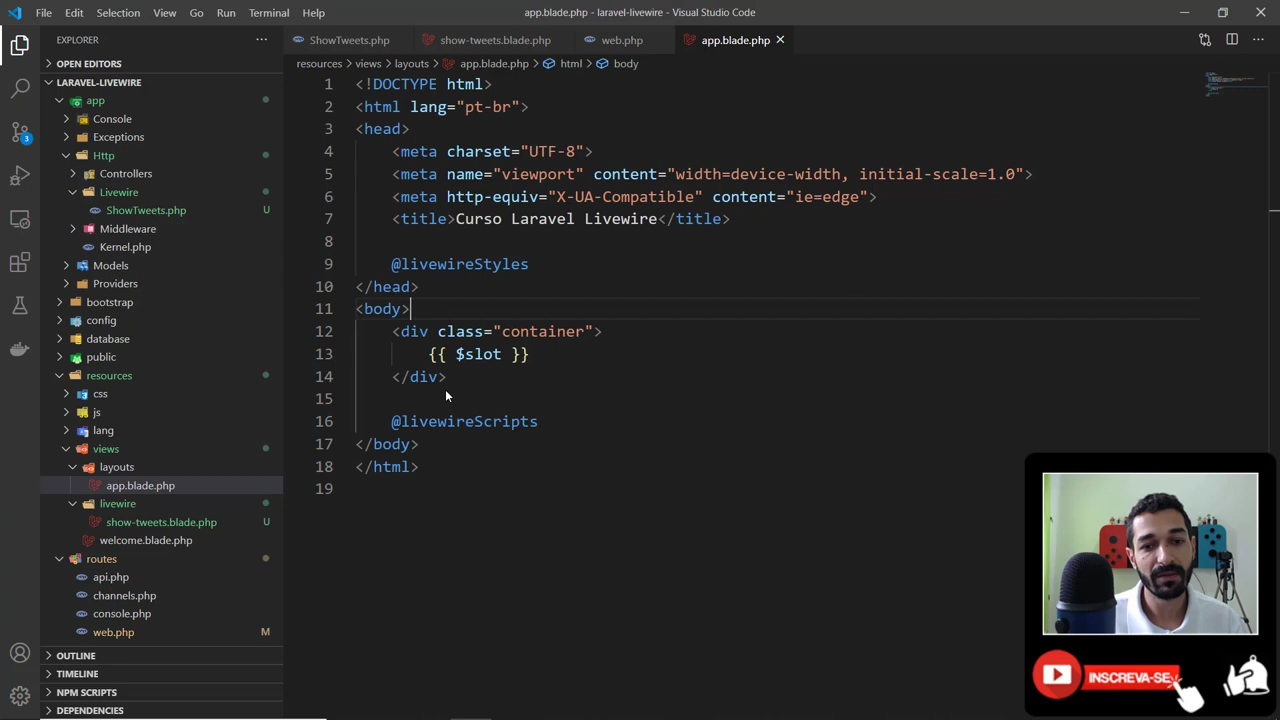 File Edit Selection View Go Run Terminal Help
app.blade.php - laravel-livewire - Visual Studio Code
EXPLORER
OPEN EDITORS
LARAVEL-LIVEWIRE
app
Console
Exceptions
Http
Controllers
Livewire
ShowTweets.php U
Middleware
Kernel.php
Models
Providers
bootstrap
config
database
public
resources
css
js
lang
views
layouts
app.blade.php
livewire
show-tweets.blade.php U
welcome.blade.php
routes
api.php
channels.php
console.php
web.php M
OUTLINE
TIMELINE
NPM SCRIPTS
DEPENDENCIES
3
ShowTweets.php show-tweets.blade.php web.php app.blade.php
resources > views > layouts > app.blade.php > html > body
1 <!DOCTYPE html>
2 <html lang="pt-br">
3 <head>
4 <meta charset="UTF-8">
5 <meta name="viewport" content="width=device-width, initial-scale=1.0">
6 <meta http-equiv="X-UA-Compatible" content="ie=edge">
7 <title>Curso Laravel Livewire</title>
8
9 @livewireStyles
10 </head>
11 <body>
12 <div class="container">
13 {{ $slot }}
14 </div>
15
16 @livewireScripts
17 </body>
18 </html>
19
INSCREVA-SE